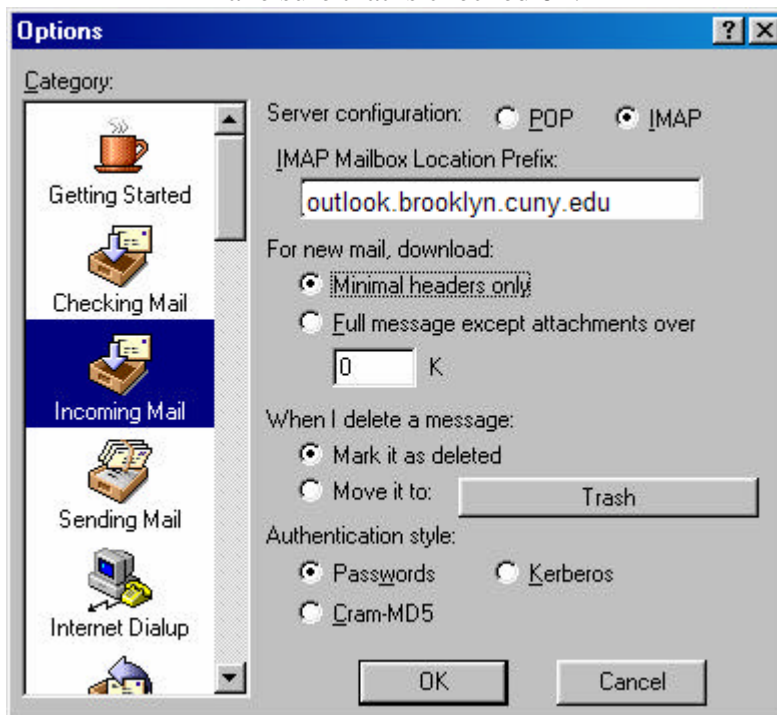 Options
Category:
Getting Started
Checking Mail
Incoming Mail
Sending Mail
Internet Dialup
Server configuration: POP IMAP
IMAP Mailbox Location Prefix:
outlook.brooklyn.cuny.edu
For new mail, download:
Minimal headers only
Full message except attachments over
0 K
When I delete a message:
Mark it as deleted
Move it to: Trash
Authentication style:
Passwords Kerberos
Cram-MD5
OK Cancel